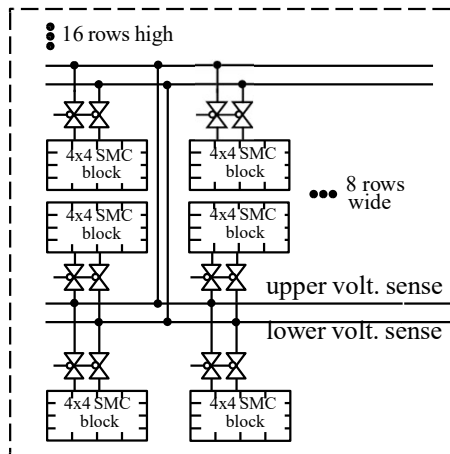 16 rows high
4x4 SMC
block
4x4 SMC
block
4x4 SMC
block
4x4 SMC
block
8 rows
wide
upper volt. sense
lower volt. sense
4x4 SMC
block
4x4 SMC
block